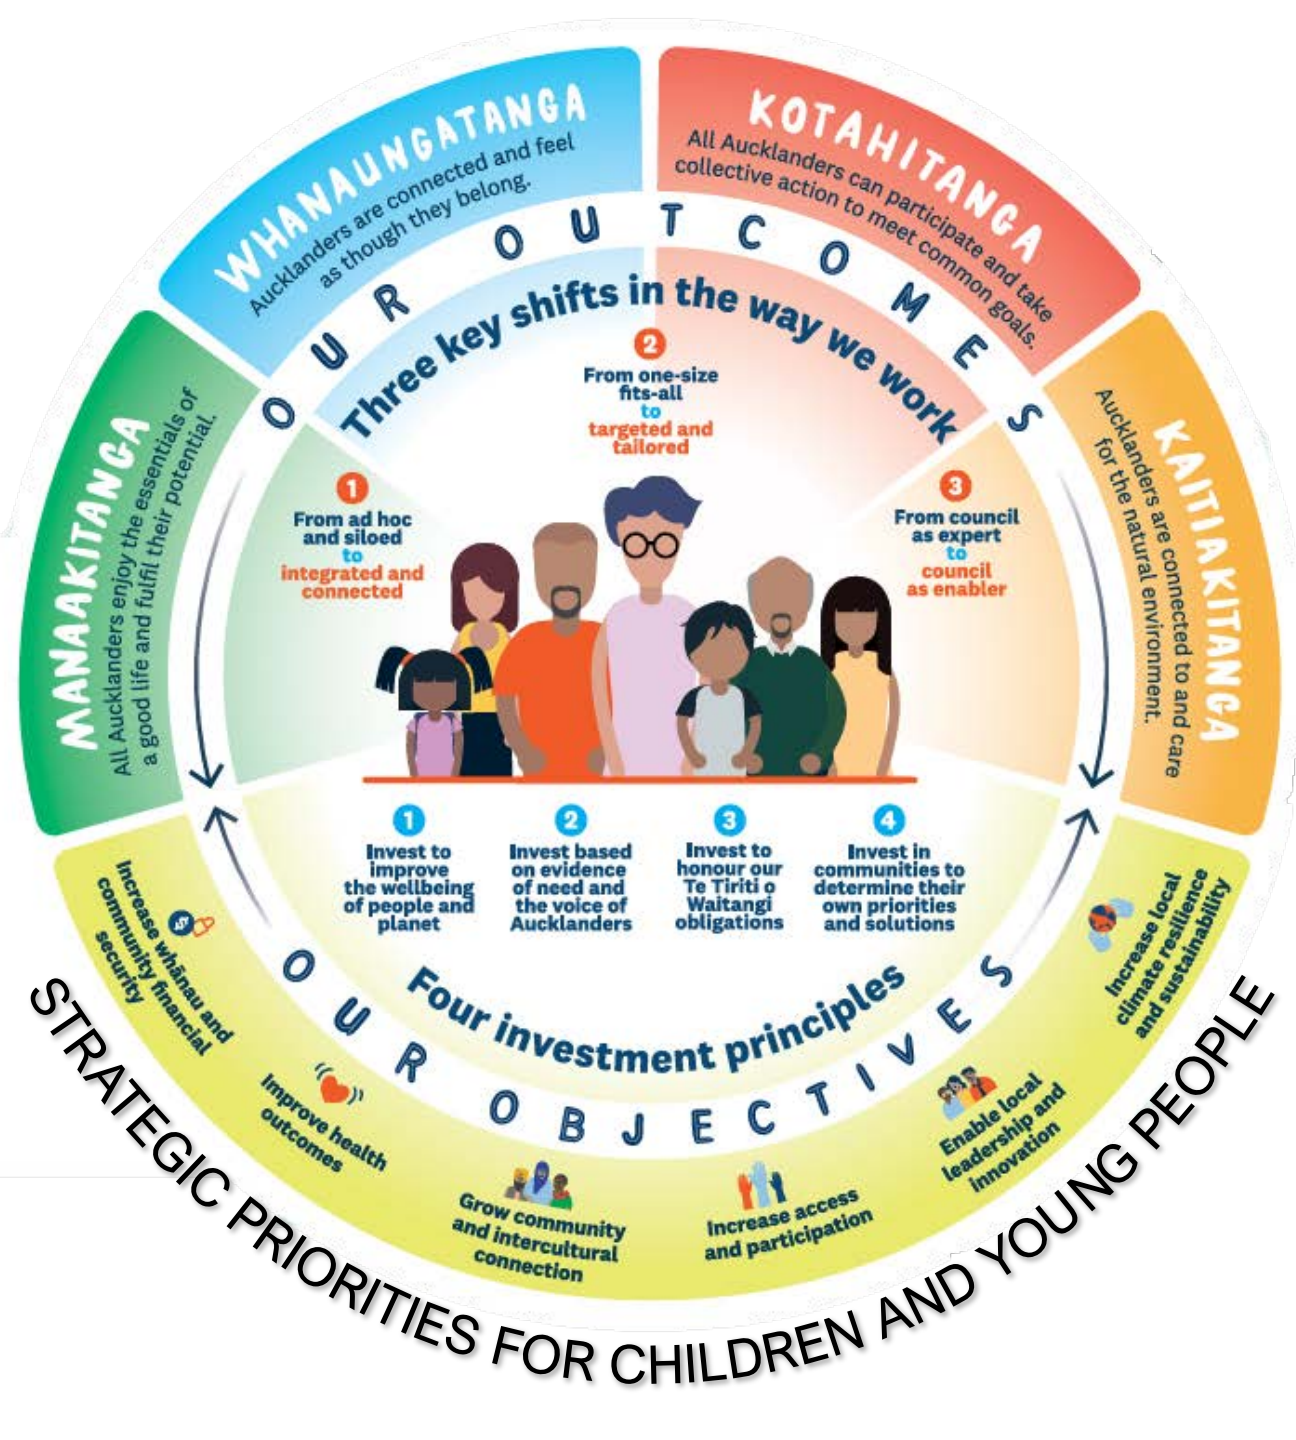 WHANAUNGATANGA
Aucklanders are connected and feel
as though they belong.
KOTAHITANGA
All Aucklanders can participate and take
collective action to meet common goals.
MANAAKITANGA
All Aucklanders enjoy the essentials of
a good life and fulfil their potential.
KAITIAKITANGA
Aucklanders are connected to and care
for the natural environment.
OUR OUTCOMES
Three key shifts in the way we work
1
From ad hoc
and siloed
to
integrated and
connected
2
From one-size
fits-all
to
targeted and
tailored
3
From council
as expert
to
council
as enabler
1
Invest to
improve
the wellbeing
of people and
planet
2
Invest based
on evidence
of need and
the voice of
Aucklanders
3
Invest to
honour our
Te Tiriti o
Waitangi
obligations
4
Invest in
communities to
determine their
own priorities
and solutions
Four investment principles
OUR OBJECTIVES
Increase whānau and
community financial
security
Improve health
outcomes
Grow community
and intercultural
connection
Increase access
and participation
Enable local
leadership and
innovation
Increase local
climate resilience
and sustainability
STRATEGIC PRIORITIES FOR CHILDREN AND YOUNG PEOPLE